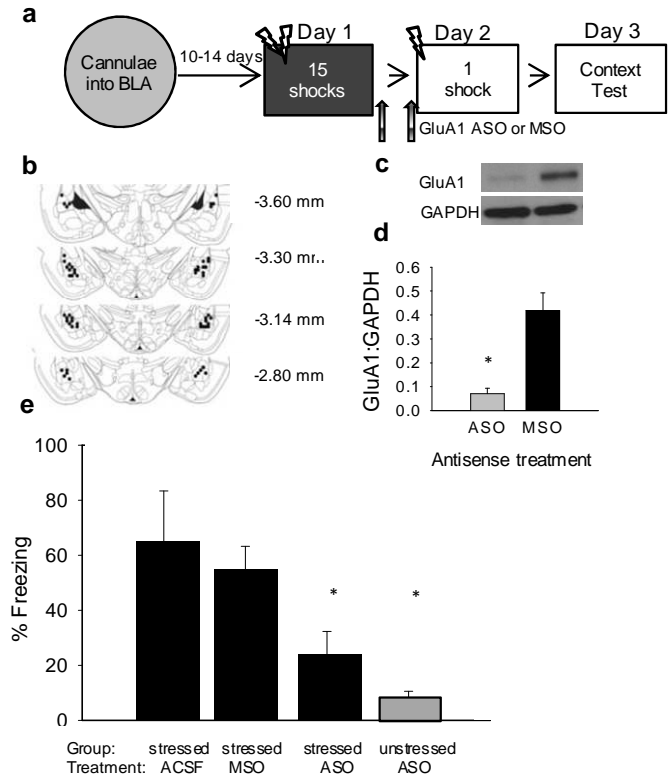 a
Day 1
Day 2
Day 3
Cannulae
into BLA
10-14 days
15
shocks
1
shock
Context
Test
GluA1 ASO or MSO
b
-3.60 mm
-3.30 mm
-3.14 mm
-2.80 mm
c
GluA1
GAPDH
d
GluA1:GAPDH
0.6
0.5
0.4
0.3
0.2
0.1
0.0
*
ASO MSO
Antisense treatment
e
% Freezing
100
80
60
40
20
0
* *
Group: stressed stressed stressed unstressed
Treatment: ACSF MSO ASO ASO